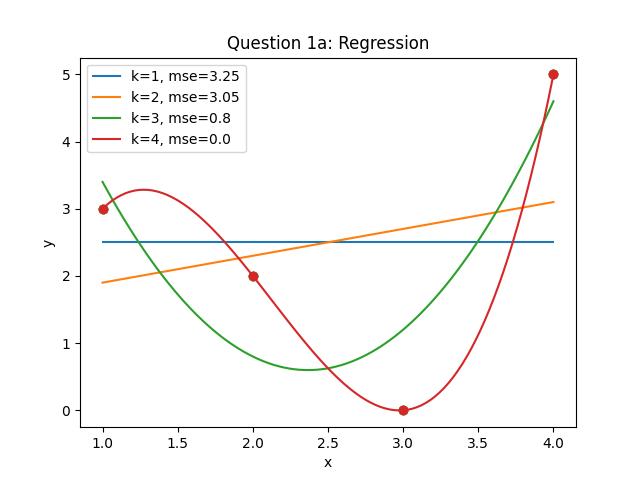 Question 1a: Regression
k=1, mse=3.25
k=2, mse=3.05
k=3, mse=0.8
k=4, mse=0.0
y
5
4
3
2
1
0
1.0 1.5 2.0 2.5 3.0 3.5 4.0
x